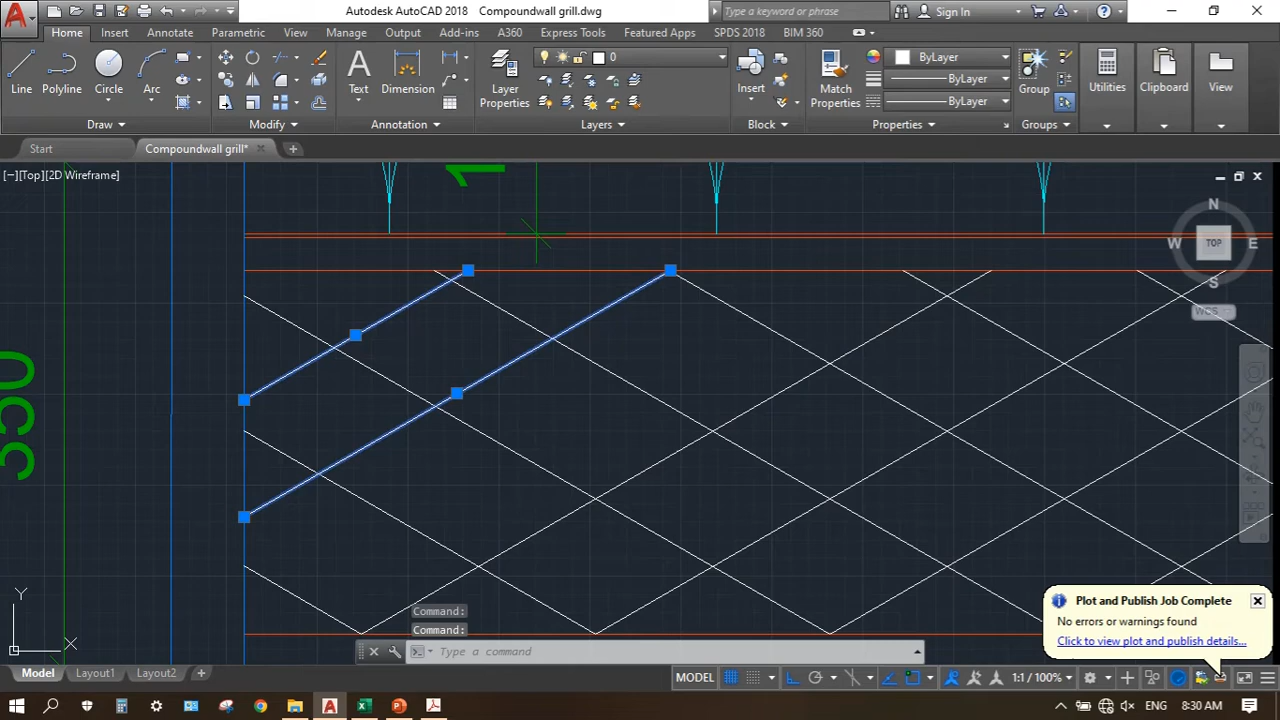 Autodesk AutoCAD 2018 Compoundwall grill.dwg
Type a keyword or phrase
Sign In
Home Insert Annotate Parametric View Manage Output Add-ins A360 Express Tools Featured Apps SPDS 2018 BIM 360
0
ByLayer
ByLayer
ByLayer
Line Polyline Circle Arc
Text Dimension
Layer Properties
Insert
Match Properties
Group
Utilities
Clipboard
View
Draw Modify Annotation Layers Block Properties Groups
Start Compoundwall grill*
[−][Top][2D Wireframe]
1
N
W TOP E
S
WCS
Y
X
Command:
Command:
Type a command
Plot and Publish Job Complete
No errors or warnings found
Click to view plot and publish details...
Model Layout1 Layout2
MODEL
1:1 / 100%
ENG 8:30 AM